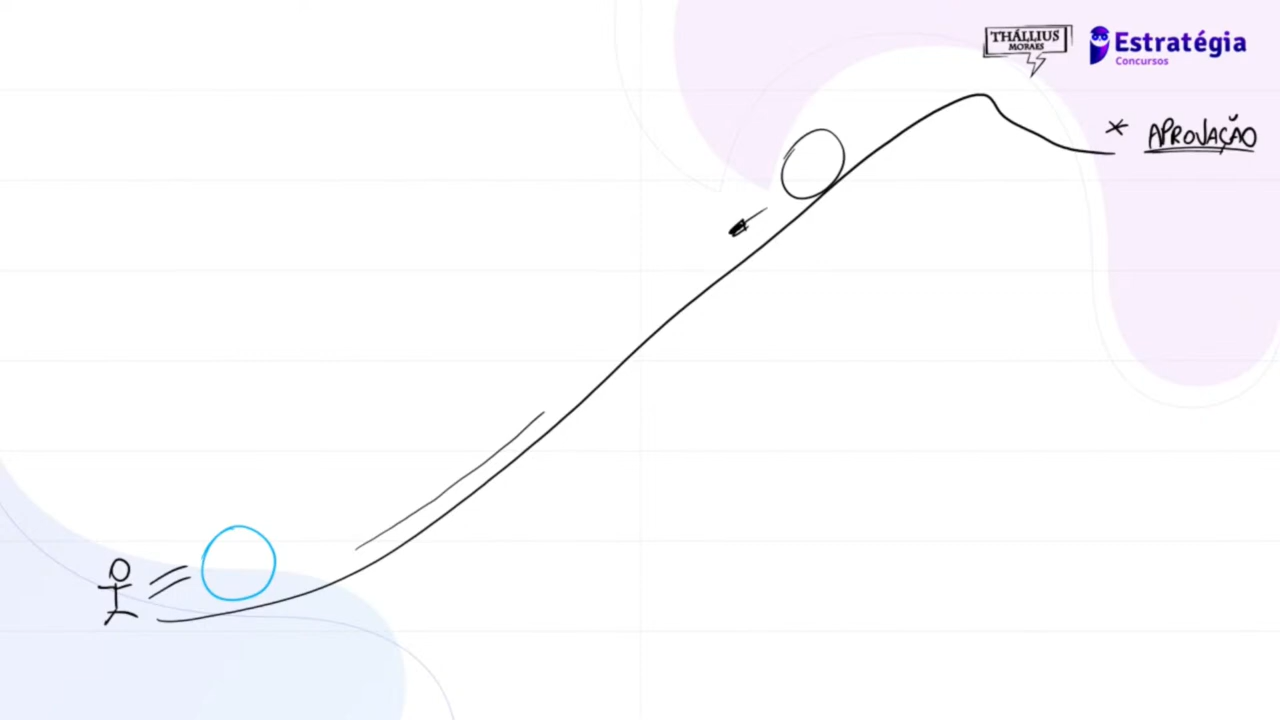 THÁLLIUS
MORAES
Estratégia
Concursos
* APROVAÇÃO